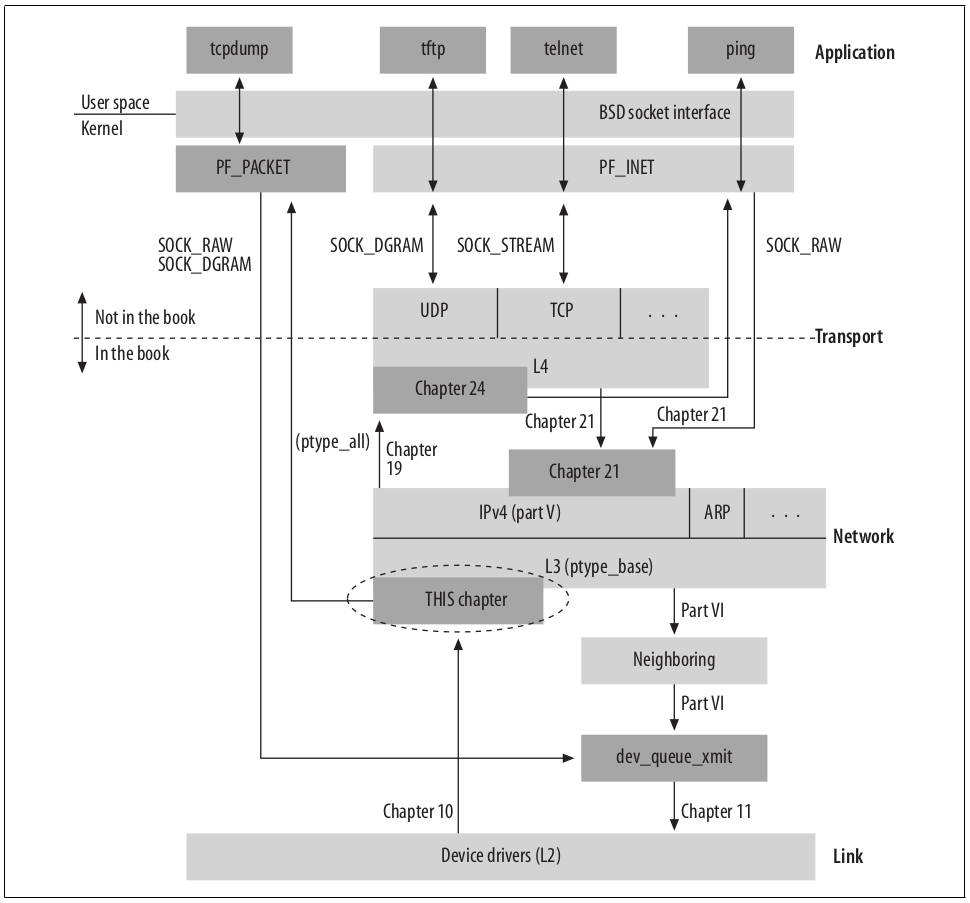 tcpdump
tftp
telnet
ping
Application
User space
BSD socket interface
Kernel
PF_PACKET
PF_INET
SOCK_RAW
SOCK_DGRAM
SOCK_DGRAM
SOCK_STREAM
SOCK_RAW
Not in the book
UDP
TCP
. . .
Transport
In the book
L4
Chapter 24
Chapter 21
Chapter 21
(ptype_all)
Chapter
19
Chapter 21
IPv4 (part V)
ARP
. . .
Network
L3 (ptype_base)
THIS chapter
Part VI
Neighboring
Part VI
dev_queue_xmit
Chapter 10
Chapter 11
Device drivers (L2)
Link